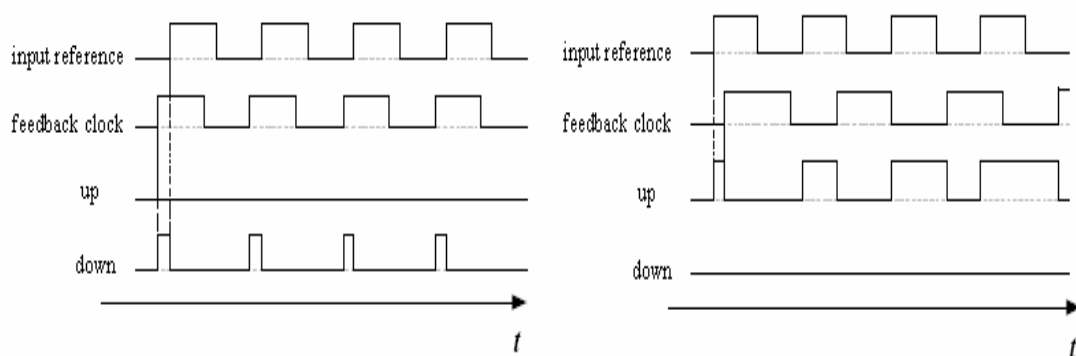 input reference
feedback clock
up
down
t
input reference
feedback clock
up
down
t